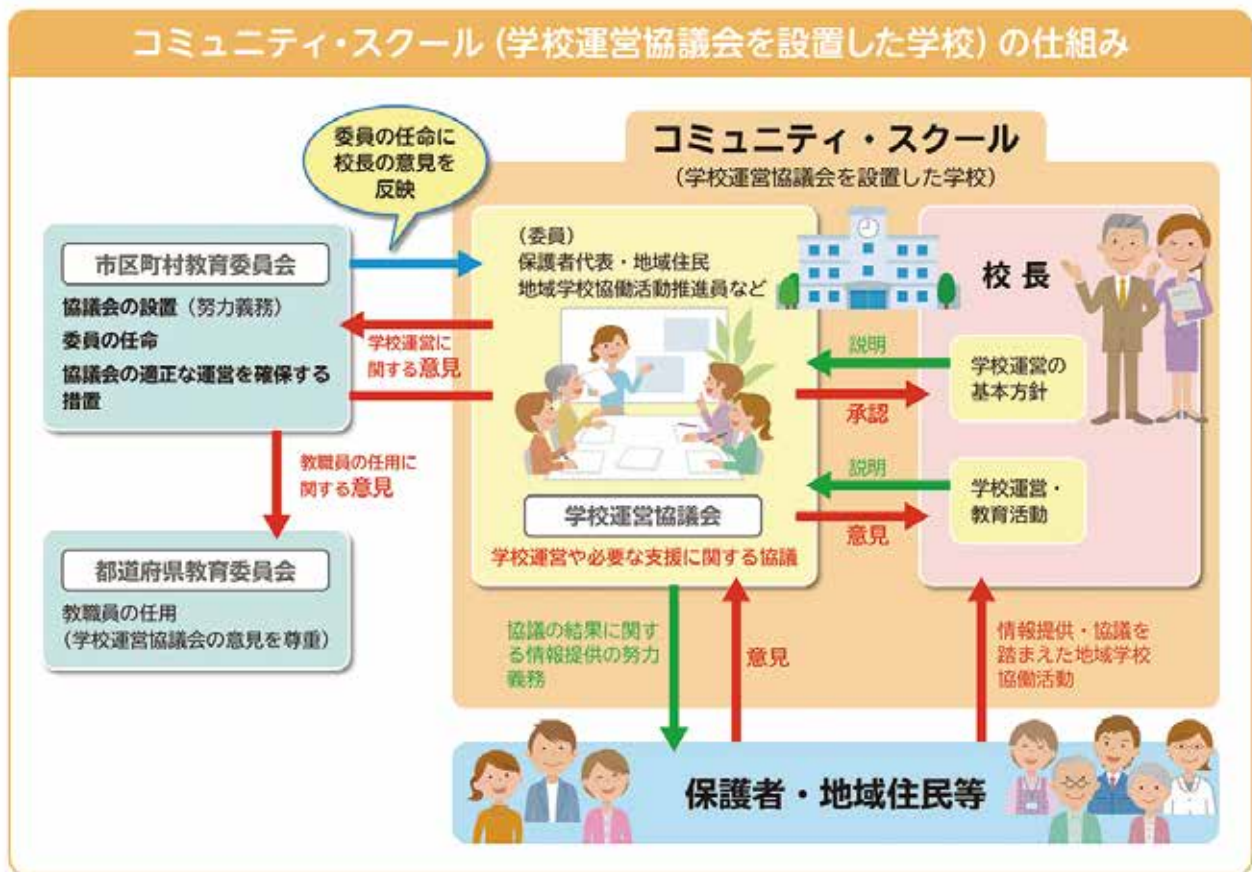 コミュニティ・スクール(学校運営協議会を設置した学校)の仕組み
委員の任命に
校長の意見を
反映
コミュニティ・スクール
(学校運営協議会を設置した学校)
市区町村教育委員会
協議会の設置(努力義務)
委員の任命
協議会の適正な運営を確保する
措置
(委員)
保護者代表・地域住民
地域学校協働活動推進員など
校長
学校運営に
関する意見
説明
学校運営の
基本方針
承認
教職員の任用に
関する意見
説明
学校運営・
教育活動
意見
学校運営協議会
学校運営や必要な支援に関する協議
都道府県教育委員会
教職員の任用
(学校運営協議会の意見を尊重)
協議の結果に関す
る情報提供の努力
義務
意見
情報提供・協議を
踏まえた地域学校
協働活動
保護者・地域住民等